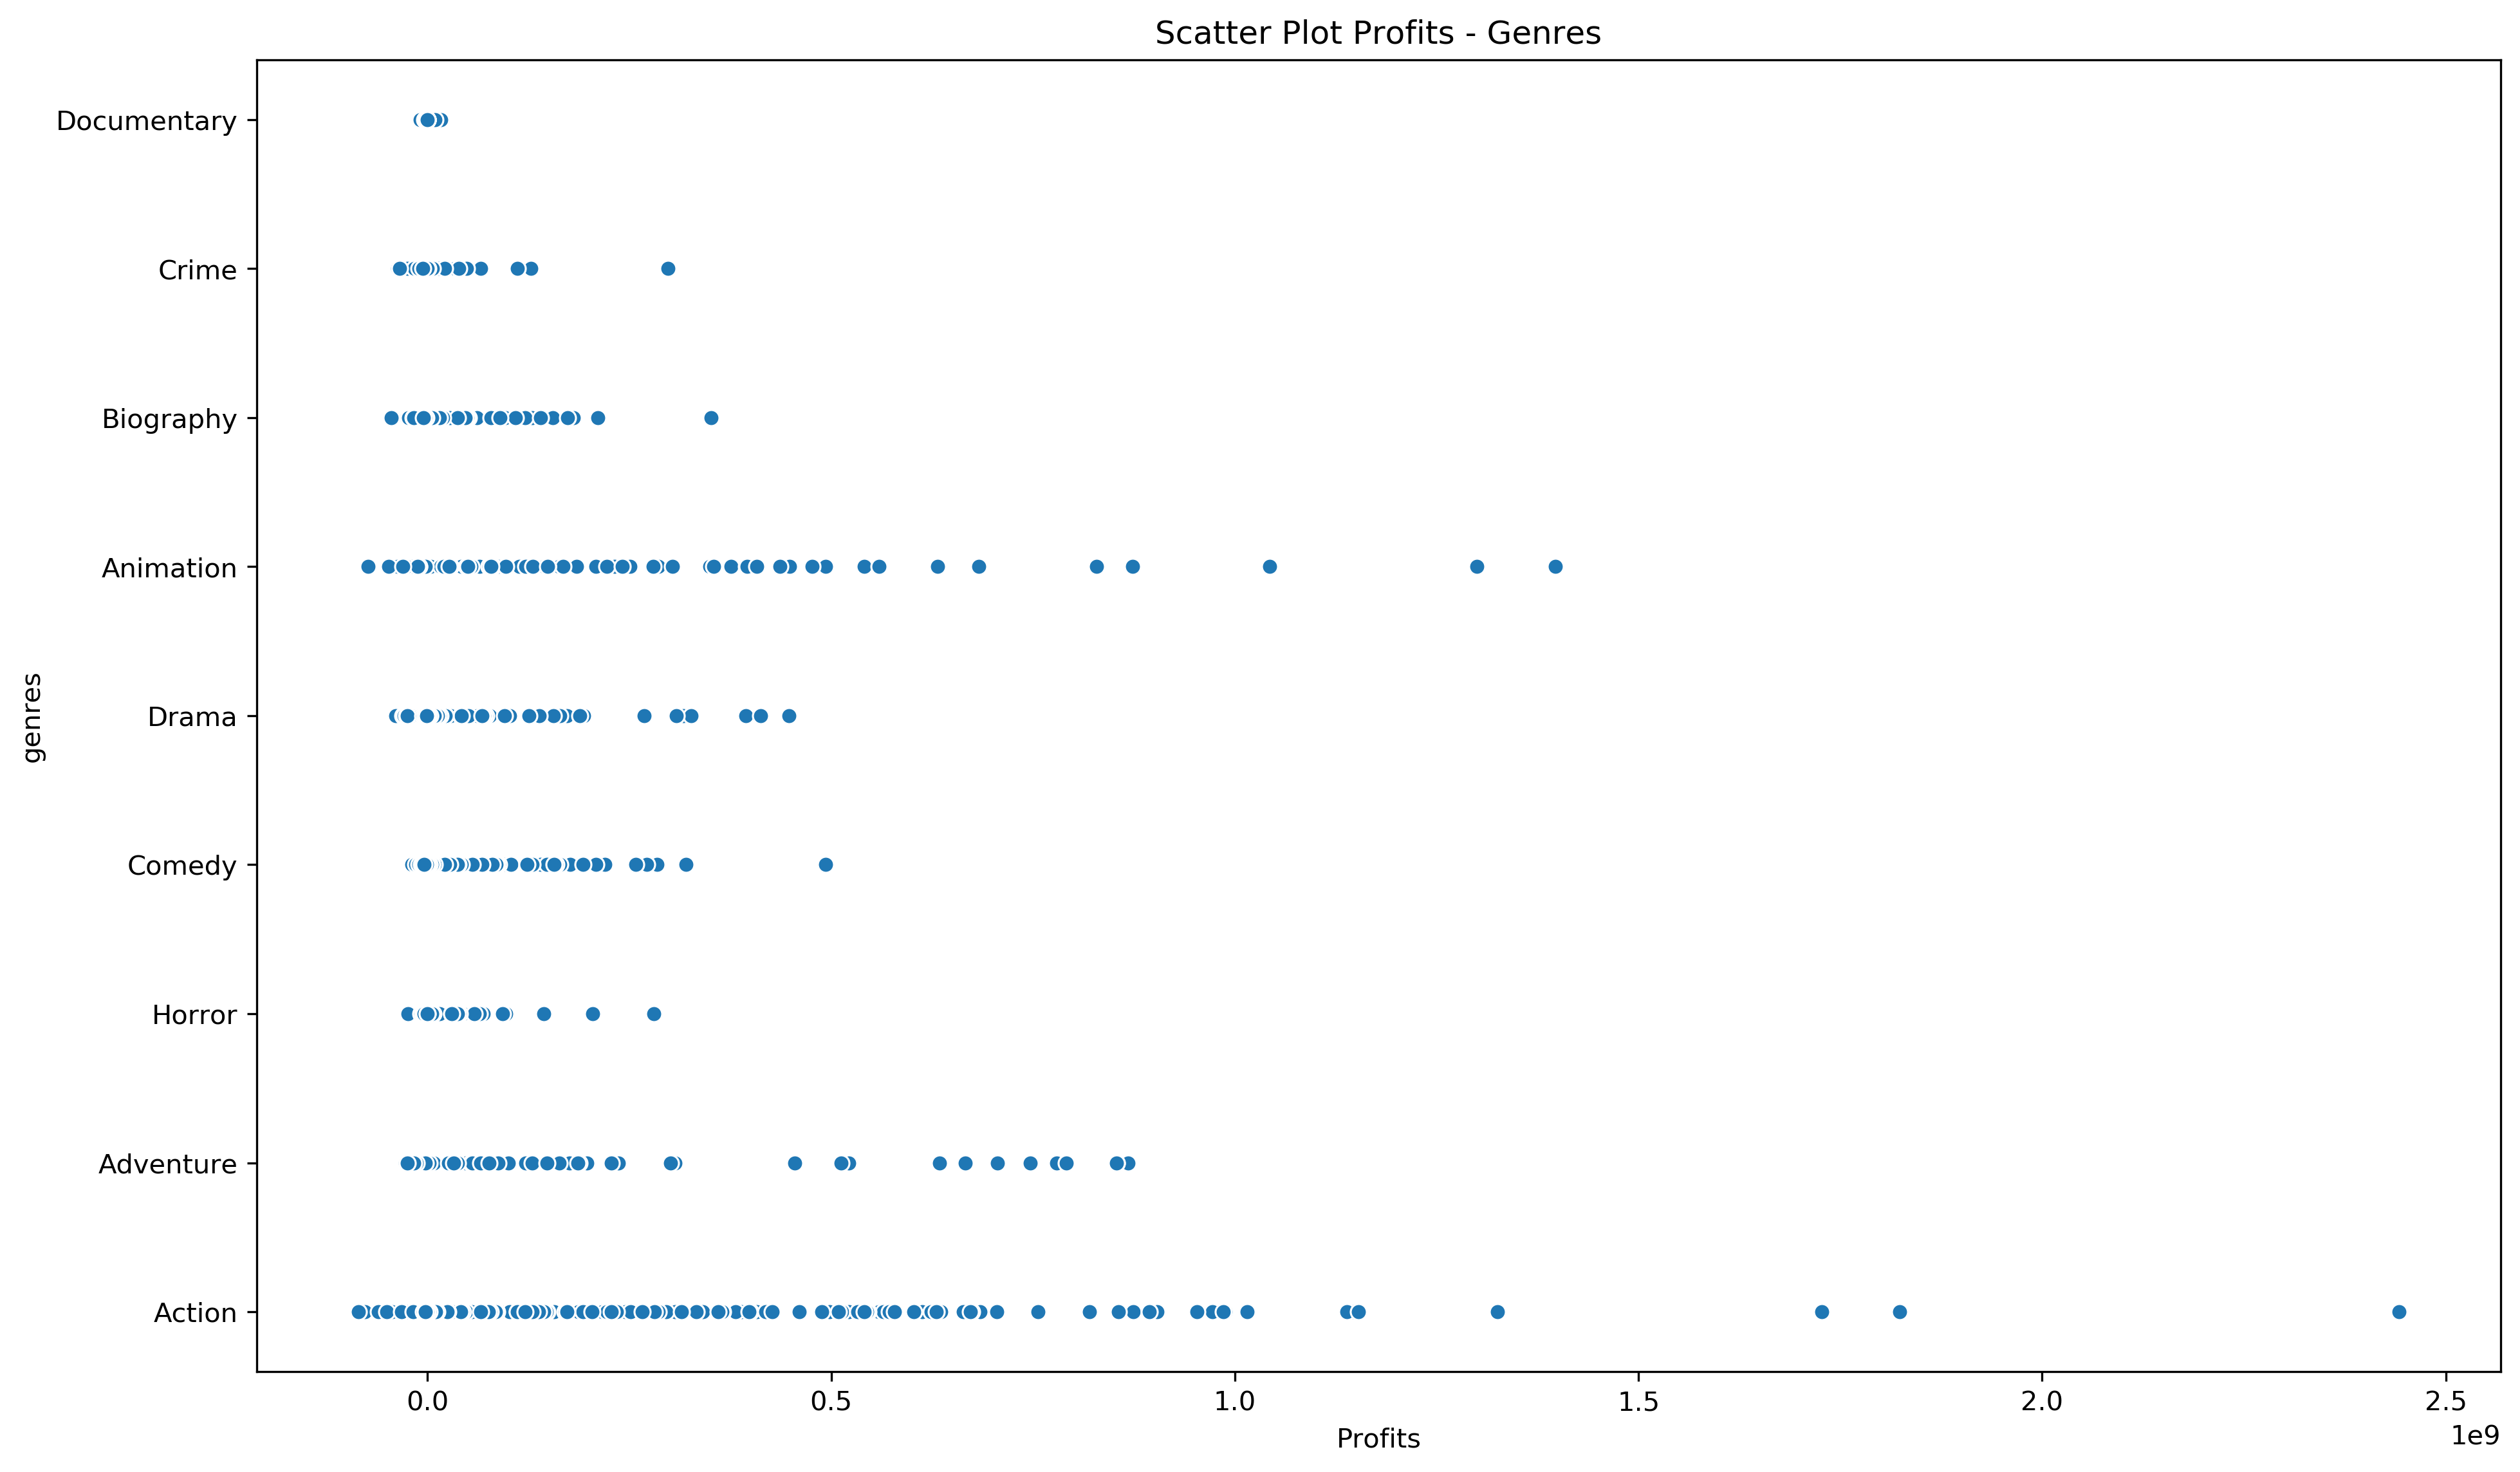 Scatter Plot Profits - Genres
Documentary
Crime
Biography
Animation
Drama
Comedy
Horror
Adventure
Action
genres
0.0 0.5 1.0 1.5 2.0 2.5
1e9
Profits